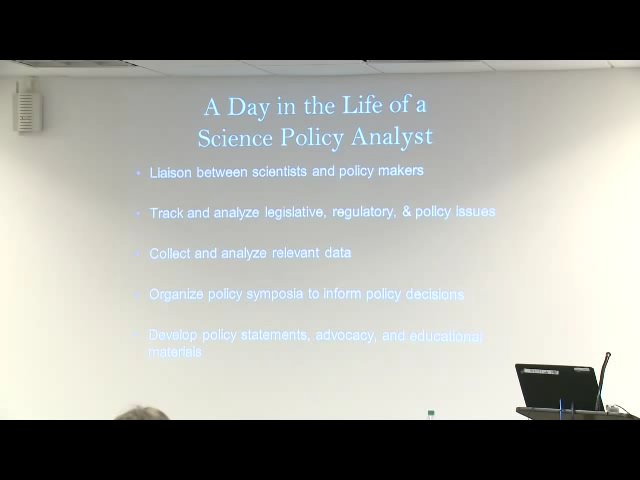 A Day in the Life of a
Science Policy Analyst
• Liaison between scientists and policy makers
• Track and analyze legislative, regulatory, & policy issues
• Collect and analyze relevant data
• Organize policy symposia to inform policy decisions
• Develop policy statements, advocacy, and educational
materials